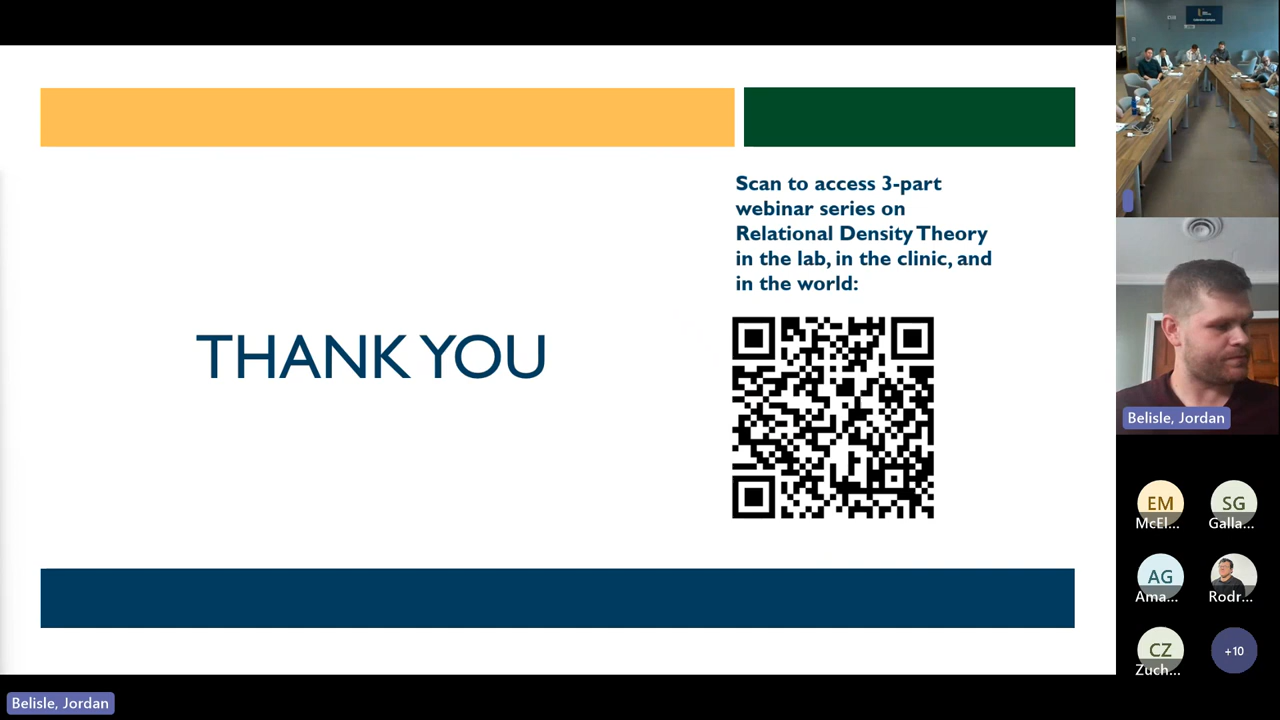 Scan to access 3-part
webinar series on
Relational Density Theory
in the lab, in the clinic, and
in the world:
THANK YOU
Belisle, Jordan
EM
McEl...
SG
Galla...
AG
Ama...
Rodr...
CZ
Zuch...
+10
Belisle, Jordan